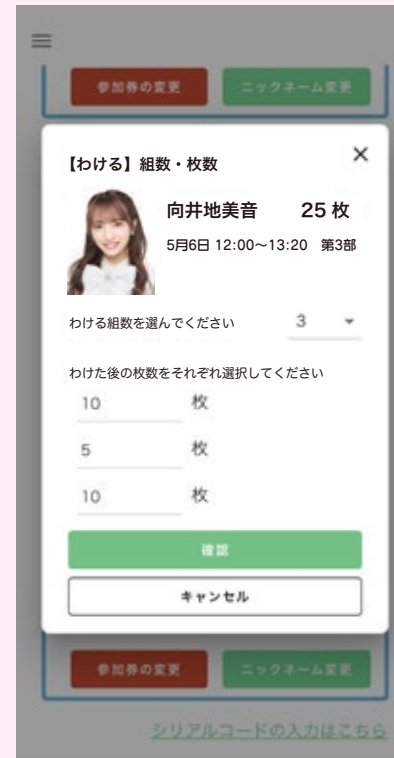 参加券の変更 ニックネーム変更
【わける】組数・枚数 ×
向井地美音 25枚
5月6日 12:00〜13:20 第3部
わける組数を選んでください 3
わけた後の枚数をそれぞれ選択してください
10 枚
5 枚
10 枚
確認
キャンセル
参加券の変更 ニックネーム変更
シリアルコードの入力はこちら